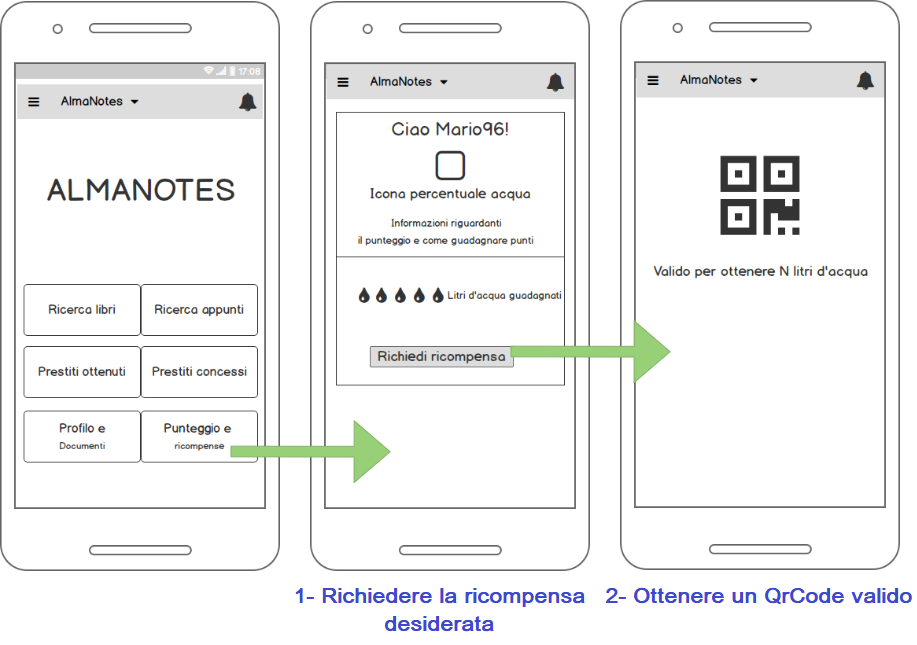 17:08
AlmaNotes
ALMANOTES
Ricerca libri
Ricerca appunti
Prestiti ottenuti
Prestiti concessi
Profilo e
Documenti
Punteggio e
ricompense
AlmaNotes
Ciao Mario96!
Icona percentuale acqua
Informazioni riguardanti
il punteggio e come guadagnare punti
Litri d'acqua guadagnati
Richiedi ricompensa
AlmaNotes
Valido per ottenere N litri d'acqua
1- Richiedere la ricompensa
desiderata
2- Ottenere un QrCode valido